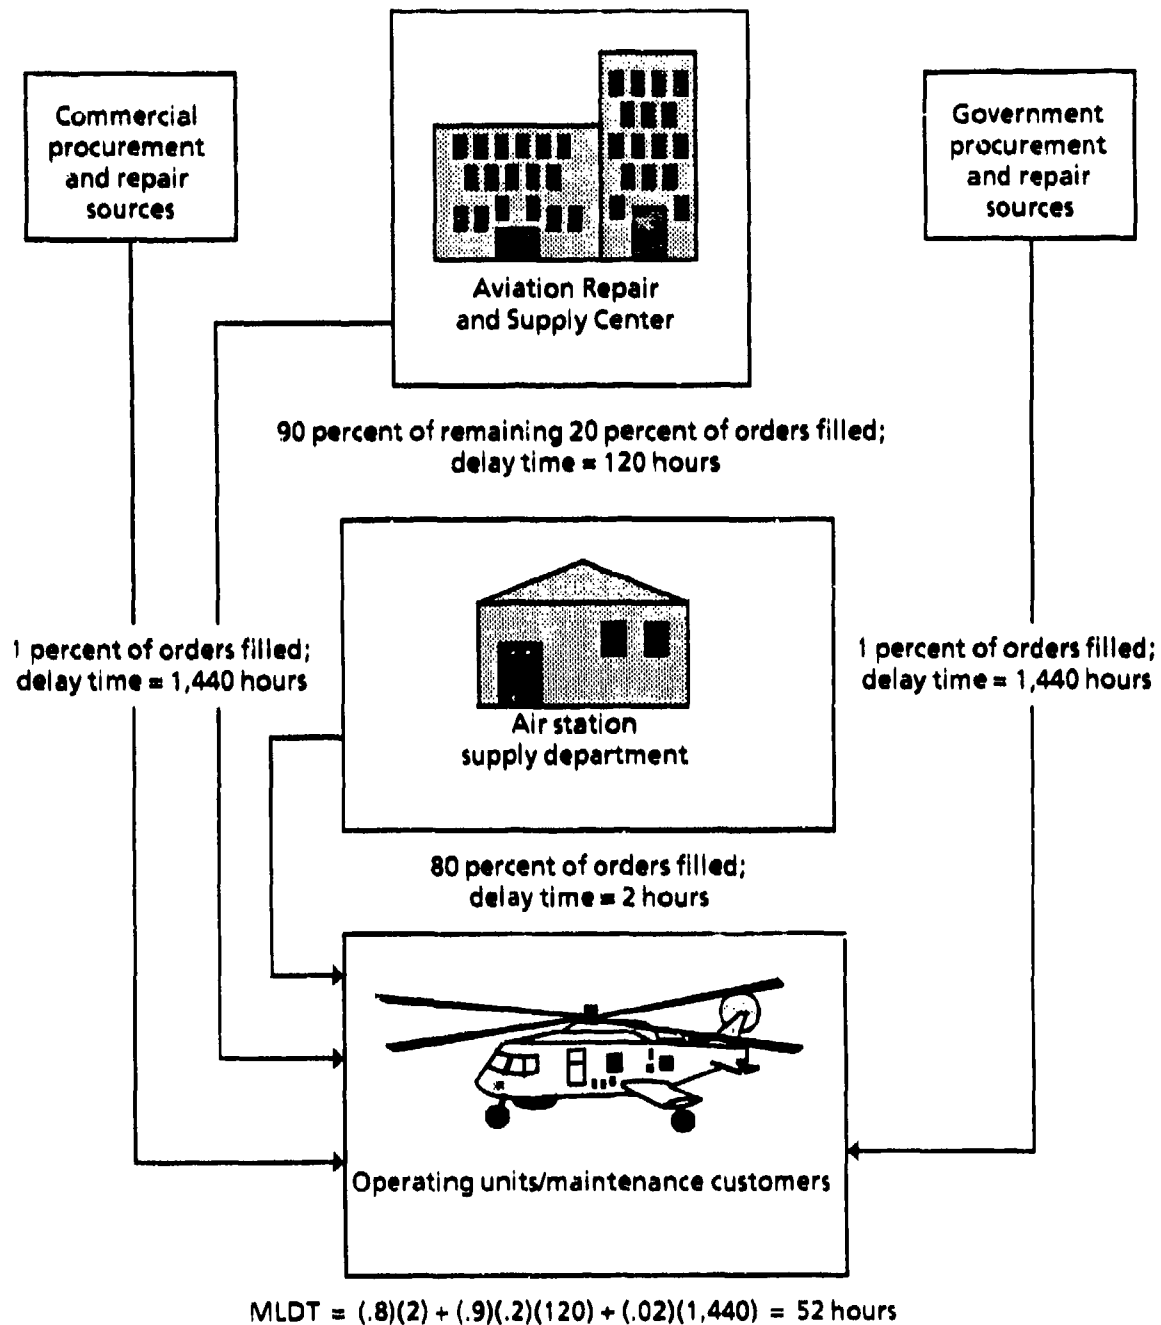 Commercial
procurement
and repair
sources
Government
procurement
and repair
sources
Aviation Repair
and Supply Center
90 percent of remaining 20 percent of orders filled;
delay time = 120 hours
1 percent of orders filled;
delay time = 1,440 hours
1 percent of orders filled;
delay time = 1,440 hours
Air station
supply department
80 percent of orders filled;
delay time = 2 hours
Operating units/maintenance customers
MLDT = (.8)(2) + (.9)(.2)(120) + (.02)(1,440) = 52 hours